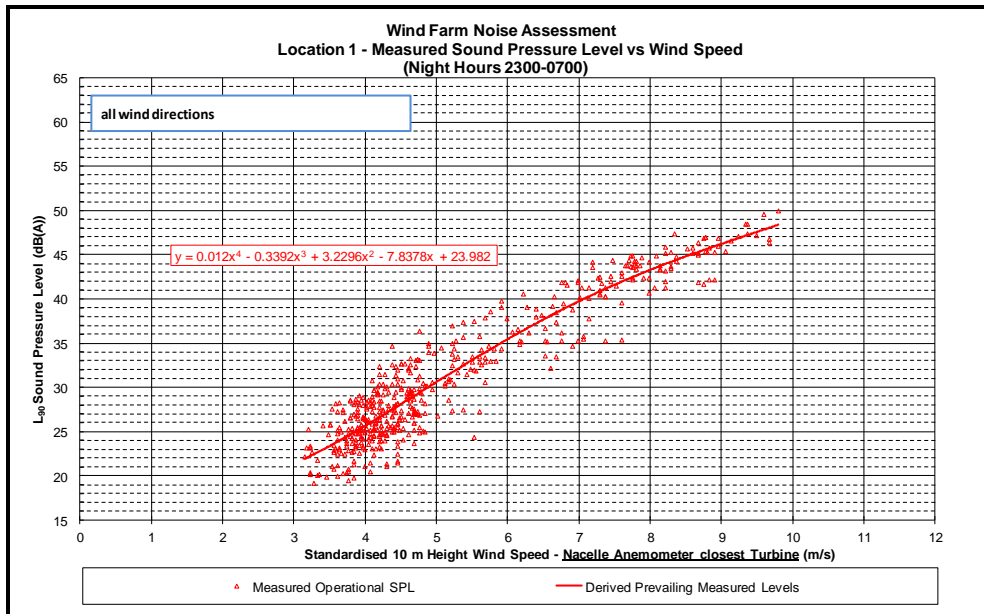 Wind Farm Noise Assessment
Location 1 - Measured Sound Pressure Level vs Wind Speed
(Night Hours 2300-0700)
all wind directions
y = 0.012x⁴ - 0.3392x³ + 3.2296x² - 7.8378x + 23.982
L₉₀ Sound Pressure Level (dB(A))
65
60
55
50
45
40
35
30
25
20
15
0 1 2 3 4 5 6 7 8 9 10 11 12
Standardised 10 m Height Wind Speed - Nacelle Anemometer closest Turbine (m/s)
Measured Operational SPL
Derived Prevailing Measured Levels